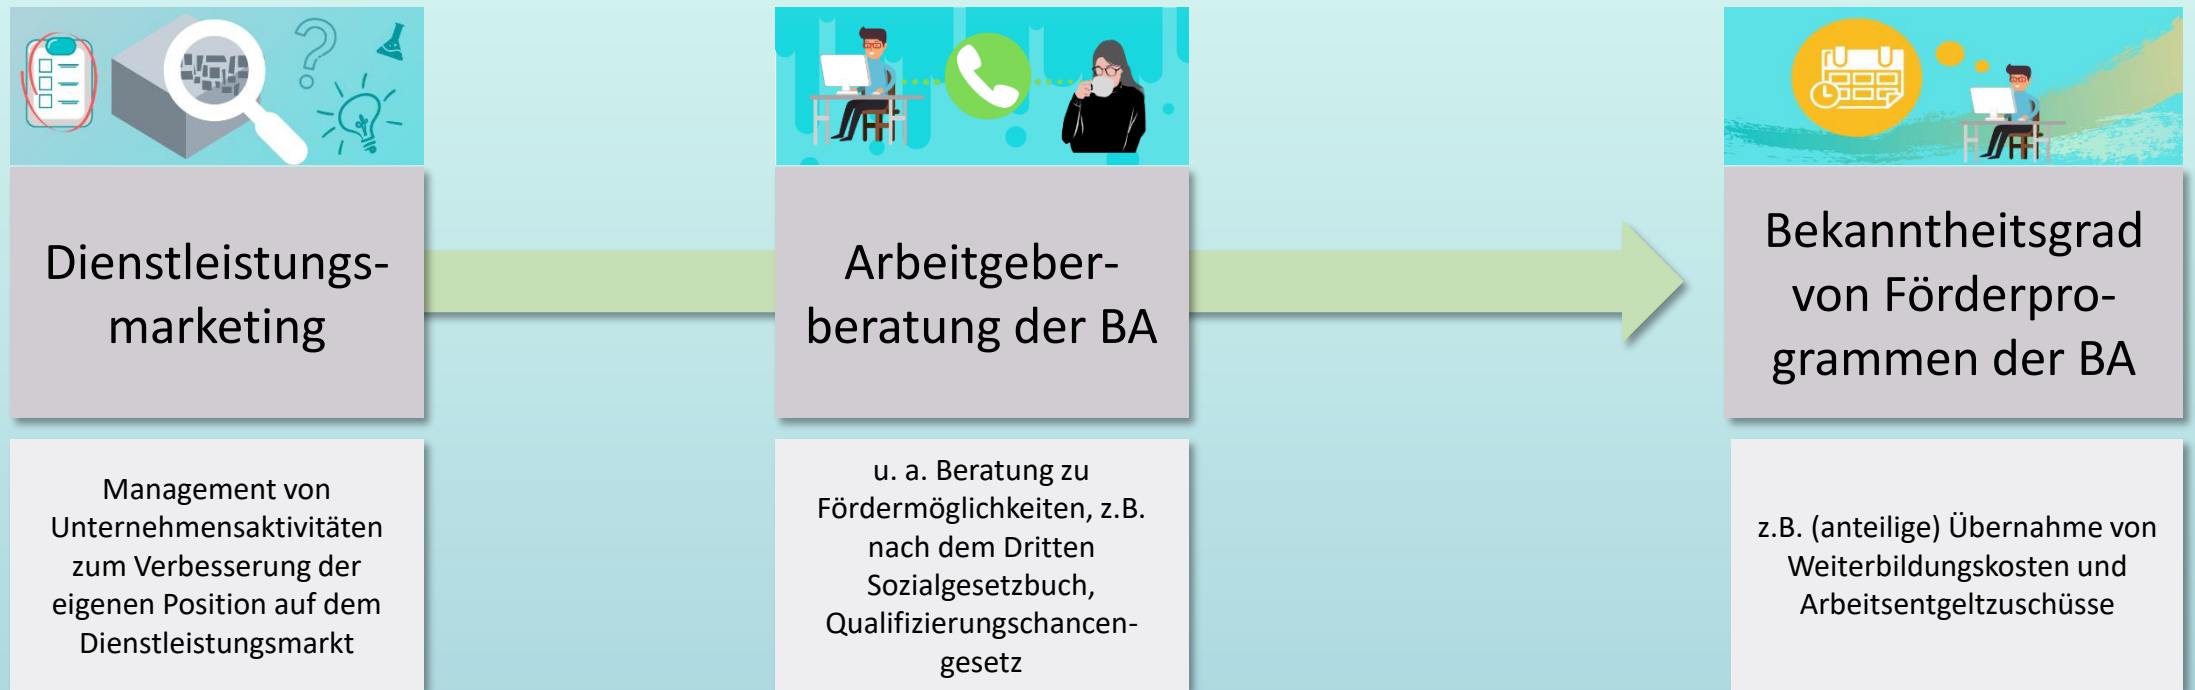 Dienstleistungs-
marketing
Management von
Unternehmensaktivitäten
zum Verbesserung der
eigenen Position auf dem
Dienstleistungsmarkt
Arbeitgeber-
beratung der BA
u. a. Beratung zu
Fördermöglichkeiten, z.B.
nach dem Dritten
Sozialgesetzbuch,
Qualifizierungschancen-
gesetz
Bekanntheitsgrad
von Förderpro-
grammen der BA
z.B. (anteilige) Übernahme von
Weiterbildungskosten und
Arbeitsentgeltzuschüsse